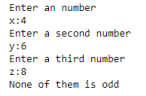 Enter an number
x:4
Enter a second number
y:6
Enter a third number
z:8
None of them is odd